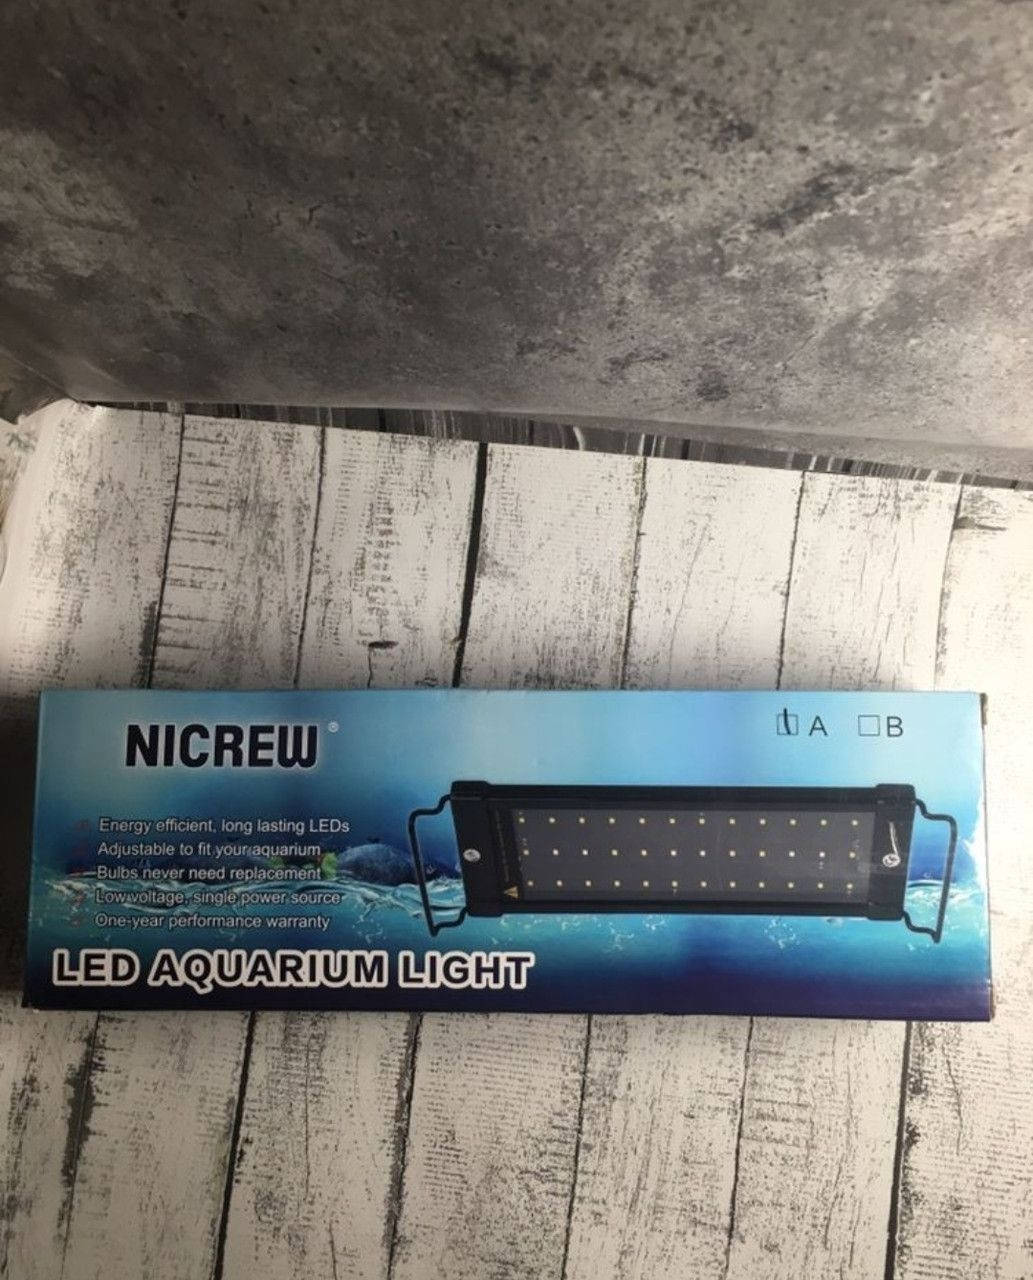 NICREW®
A B
Energy efficient, long lasting LEDs
Adjustable to fit your aquarium
Bulbs never need replacement
Low voltage, single power source
One-year performance warranty
LED AQUARIUM LIGHT